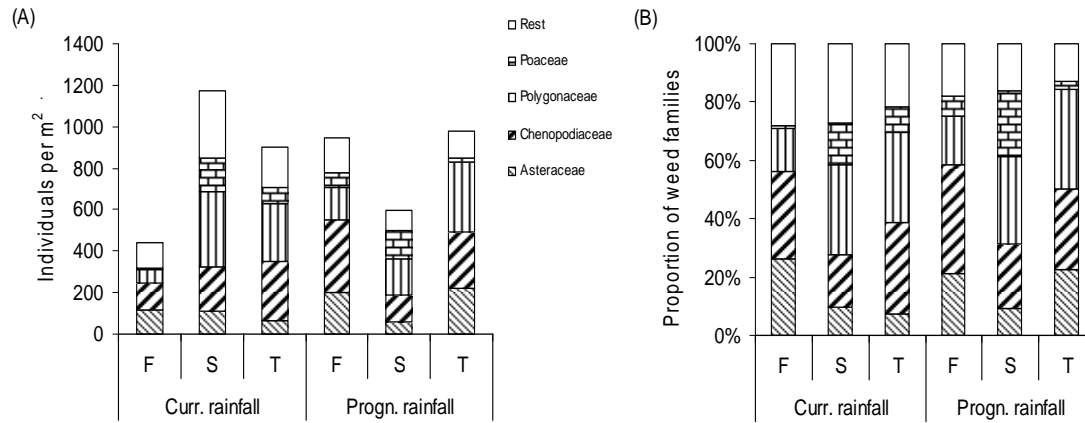 (A)
1400
1200
1000
800
600
400
200
0
Individuals per m² .
F S T F S T
Curr. rainfall Progn. rainfall
Rest
Poaceae
Polygonaceae
Chenopodiaceae
Asteraceae
(B)
100%
80%
60%
40%
20%
0%
Proportion of weed families
F S T F S T
Curr. rainfall Progn. rainfall